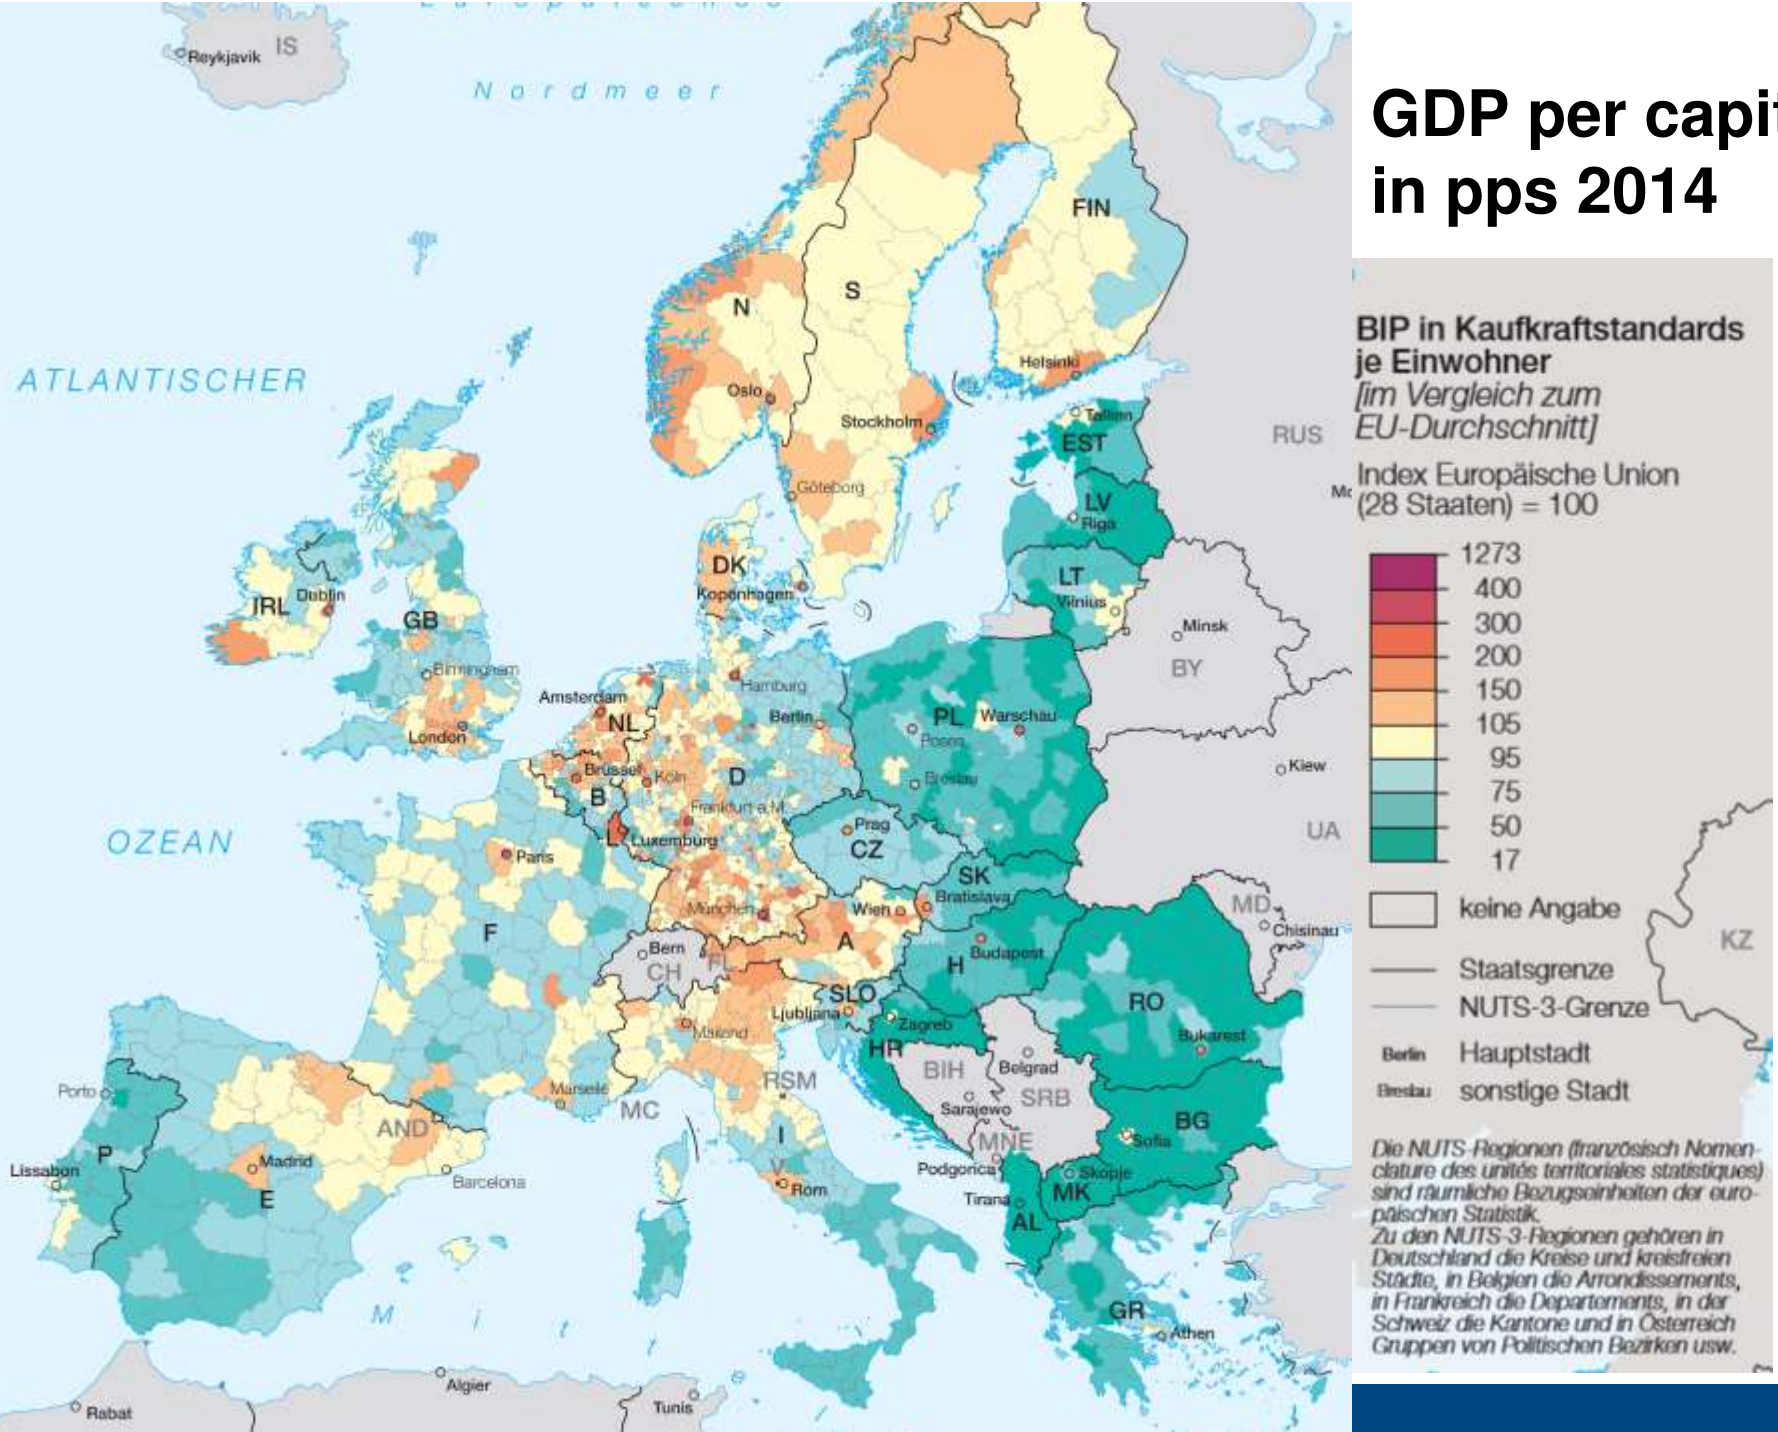 Europäisches
Reykjavik
IS
Nordmeer
FIN
N
S
Helsinki
Oslo
Stockholm
Tallinn
EST
RUS
ATLANTISCHER
Göteborg
LV
Riga
DK
Kopenhagen
LT
Vilnius
IRL
Dublin
GB
Birmingham
London
Minsk
BY
Amsterdam
NL
Hamburg
Berlin
PL
Warschau
Posen
Breslau
Brüssel
Köln
D
B
Frankfurt a.M.
Kiew
UA
OZEAN
L
Luxemburg
Paris
Prag
CZ
SK
Bratislava
München
Wien
A
F
Bern
CH
FL
H
Budapest
MD
Chisinau
SLO
Ljubljana
Zagreb
HR
RO
Bukarest
Mailand
BIH
Belgrad
SRB
Sarajewo
MNE
Podgorica
RSM
MC
Marseille
Porto
AND
P
Lissabon
Madrid
E
Barcelona
I
V
Rom
BG
Sofia
Skopje
MK
Tirana
AL
GR
Athen
Mitte
Algier
Rabat
Tunis
GDP per capi
in pps 2014
BIP in Kaufkraftstandards
je Einwohner
[im Vergleich zum
EU-Durchschnitt]
Index Europäische Union
(28 Staaten) = 100
1273
400
300
200
150
105
95
75
50
17
keine Angabe
KZ
Staatsgrenze
NUTS-3-Grenze
Berlin Hauptstadt
Breslau sonstige Stadt
Die NUTS-Regionen (französisch Nomen-
clature des unités territoriales statistiques)
sind räumliche Bezugseinheiten der euro-
päischen Statistik.
Zu den NUTS-3-Regionen gehören in
Deutschland die Kreise und kreisfreien
Städte, in Belgien die Arrondissements,
in Frankreich die Departements, in der
Schweiz die Kantone und in Österreich
Gruppen von Politischen Bezirken usw.